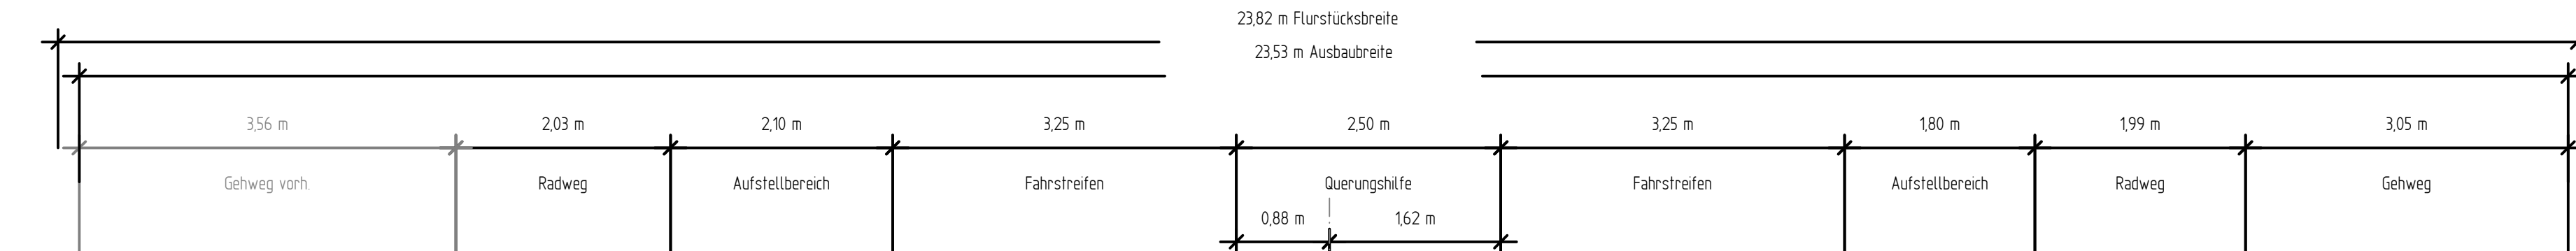 23,82 m Flurstücksbreite
23,53 m Ausbaubreite
3,56 m 2,03 m 2,10 m 3,25 m 2,50 m 3,25 m 1,80 m 1,99 m 3,05 m
Gehweg vorh. Radweg Aufstellbereich Fahrstreifen Querungshilfe Fahrstreifen Aufstellbereich Radweg Gehweg
0,88 m 1,62 m